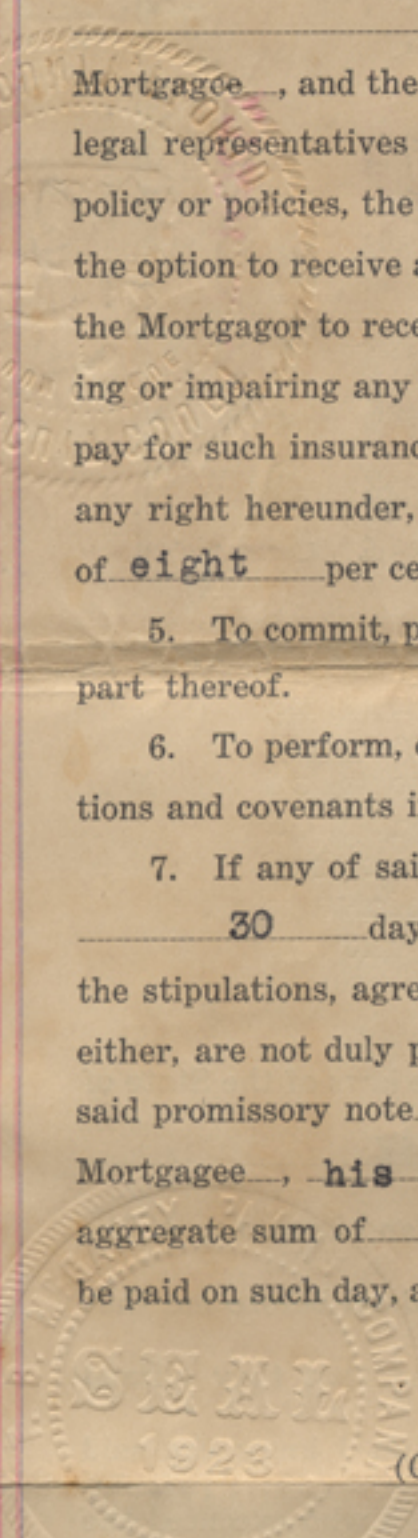 Mortgagee, and the
legal representatives
policy or policies, the
the option to receive a
the Mortgagor to rece
ing or impairing any
pay for such insuranc
any right hereunder,
of eight per ce
5. To commit, p
part thereof.
6. To perform,
tions and covenants i
7. If any of sai
30 day
the stipulations, agre
either, are not duly p
said promissory note
Mortgagee, his
aggregate sum of
be paid on such day, a
SEAL
1923